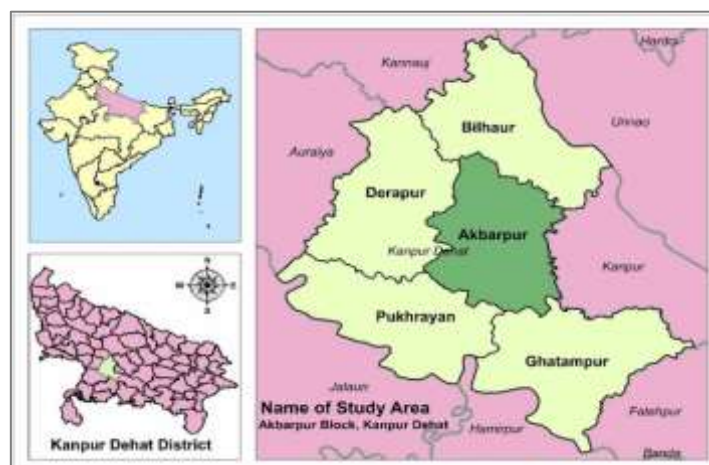 Hardoi
Kannauj
Bilhaur
Unnao
Auraiya
Derapur
Akbarpur
Kanpur Dehat
Kanpur
Pukhrayan
Ghatampur
Jalaun
Name of Study Area
Akbarpur Block, Kanpur Dehat
Hamirpur
Fatehpur
Banda
N
W
E
S
Kanpur Dehat District